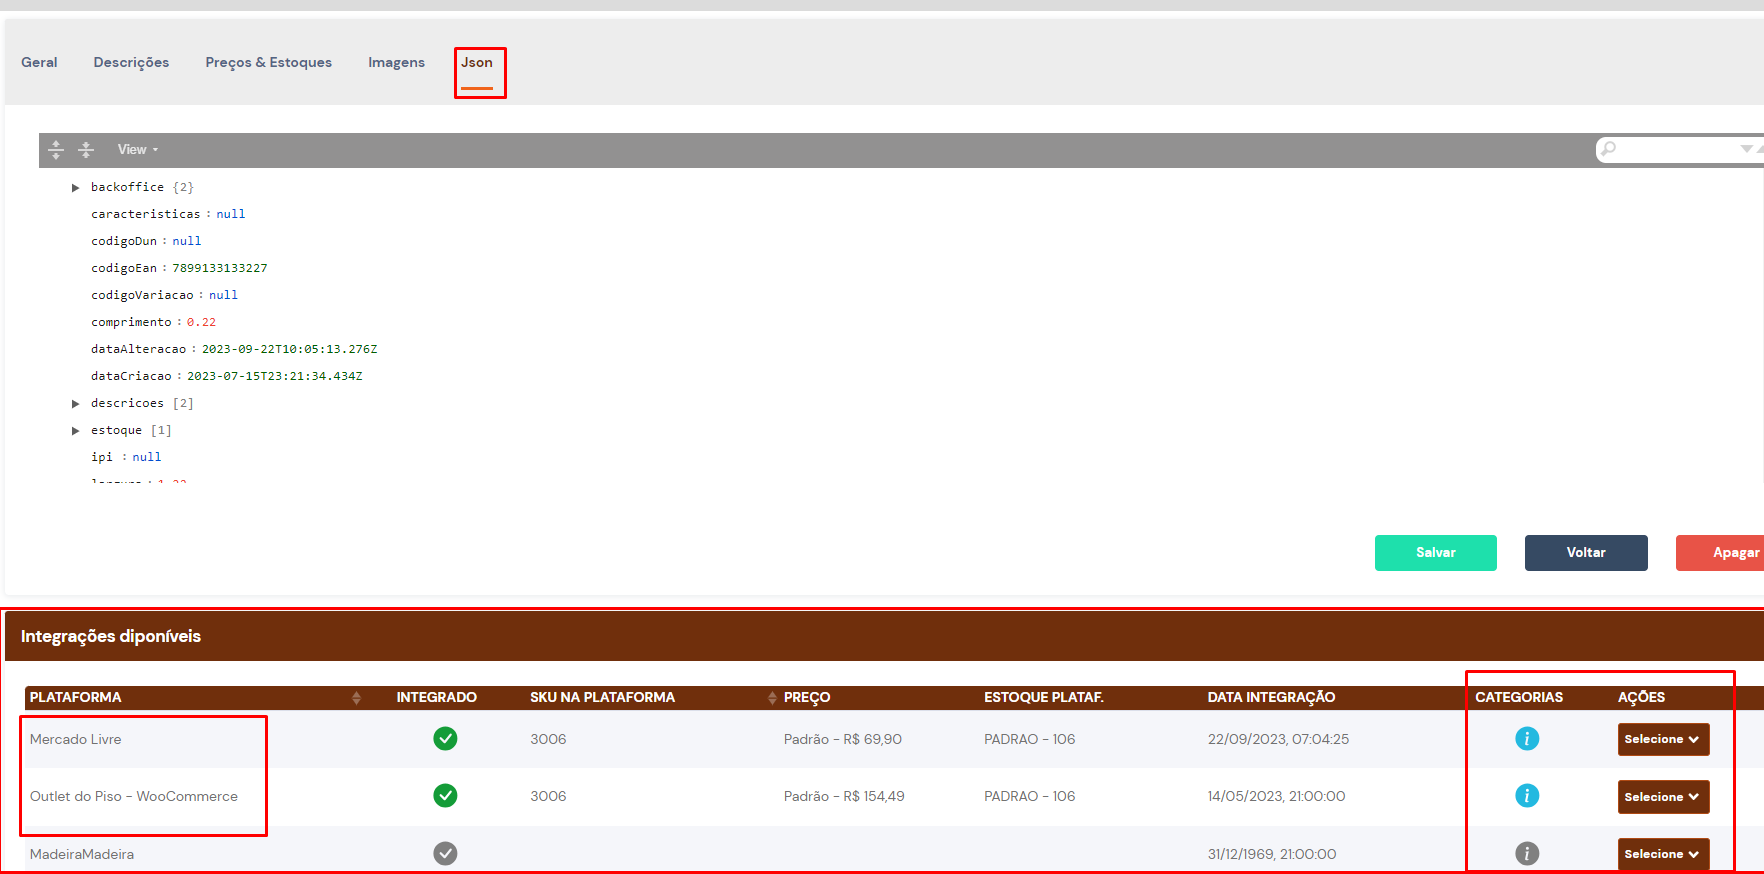 Geral Descrições Preços & Estoques Imagens Json
View
backoffice {2}
caracteristicas : null
codigoDun : null
codigoEan : 7899133133227
codigoVariacao : null
comprimento : 0.22
dataAlteracao : 2023-09-22T10:05:13.276Z
dataCriacao : 2023-07-15T23:21:34.434Z
descricoes [2]
estoque [1]
ipi : null
Salvar Voltar Apagar
Integrações diponíveis
PLATAFORMA INTEGRADO SKU NA PLATAFORMA PREÇO ESTOQUE PLATAF. DATA INTEGRAÇÃO CATEGORIAS AÇÕES
Mercado Livre 3006 Padrão - R$ 69,90 PADRAO - 106 22/09/2023, 07:04:25 i Selecione
Outlet do Piso - WooCommerce 3006 Padrão - R$ 154,49 PADRAO - 106 14/05/2023, 21:00:00 i Selecione
MadeiraMadeira 31/12/1969, 21:00:00 i Selecione